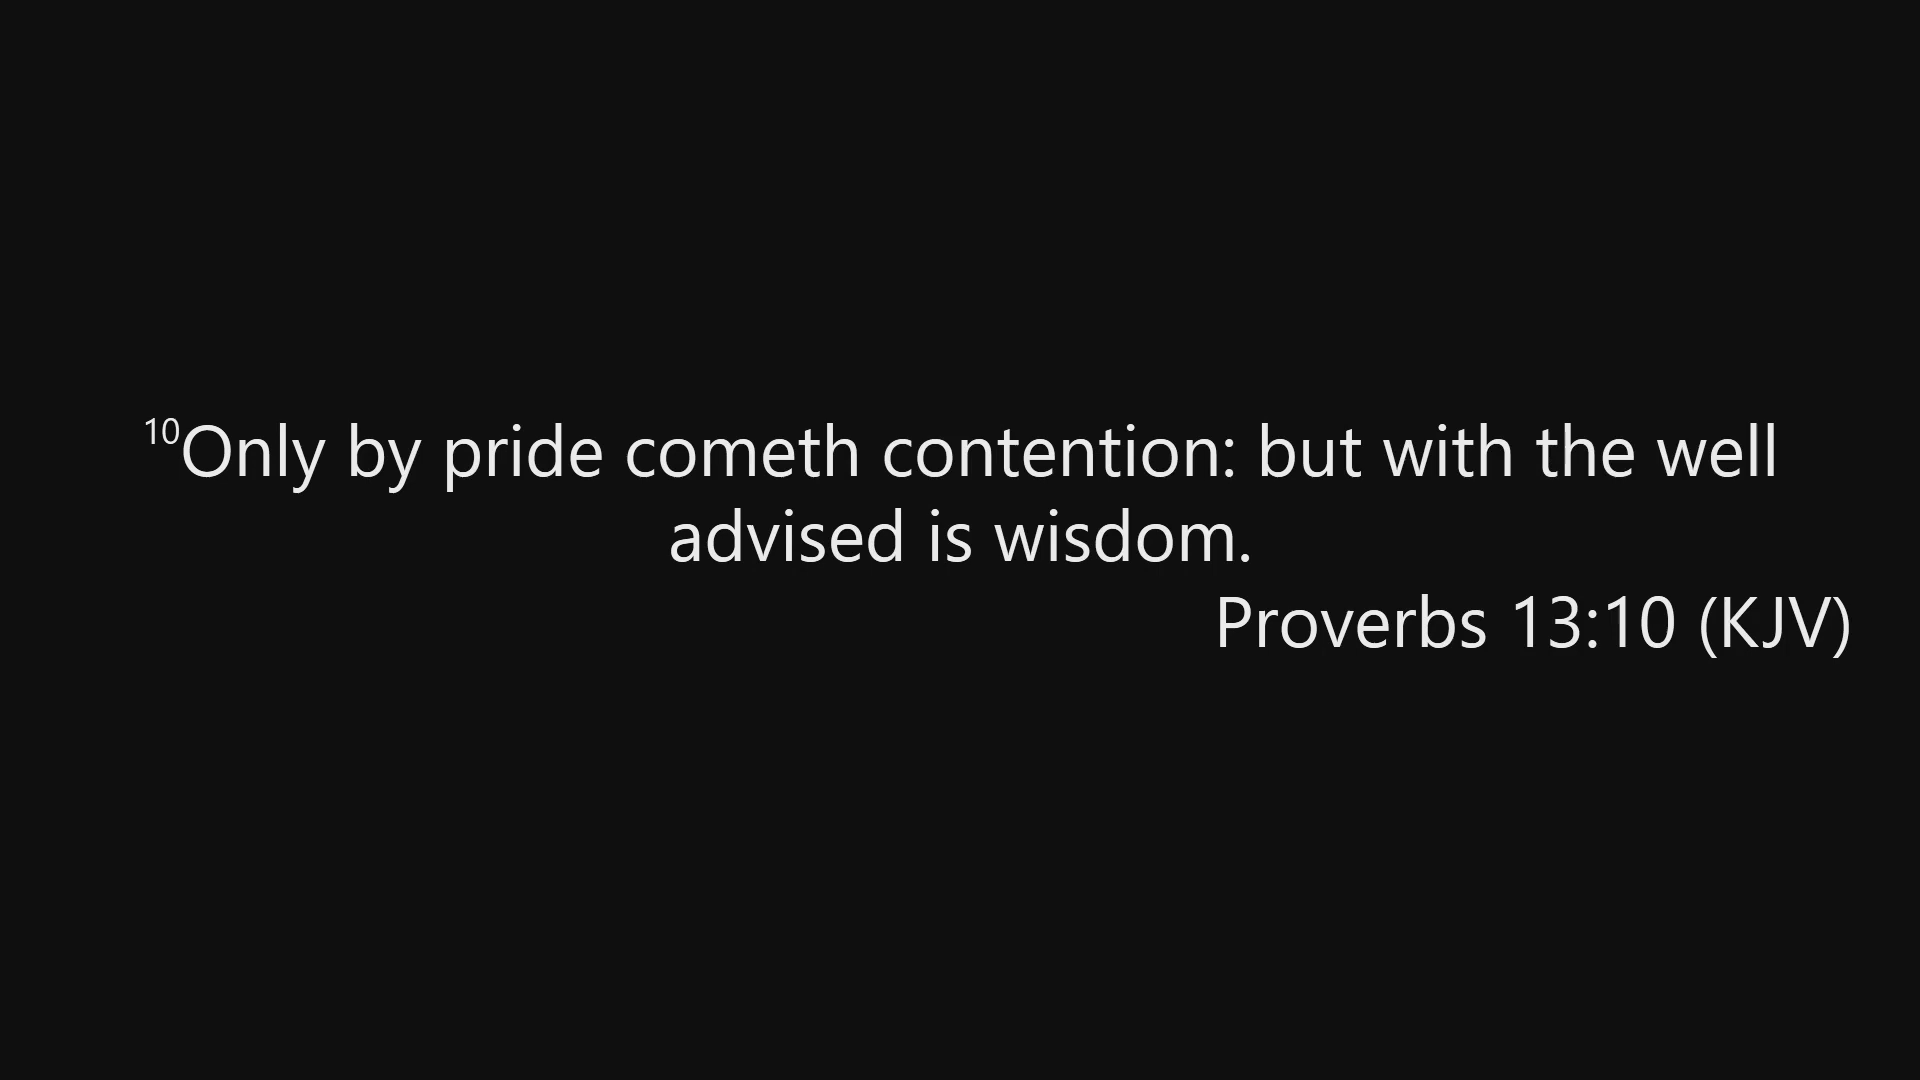 ¹⁰Only by pride cometh contention: but with the well
advised is wisdom.
Proverbs 13:10 (KJV)